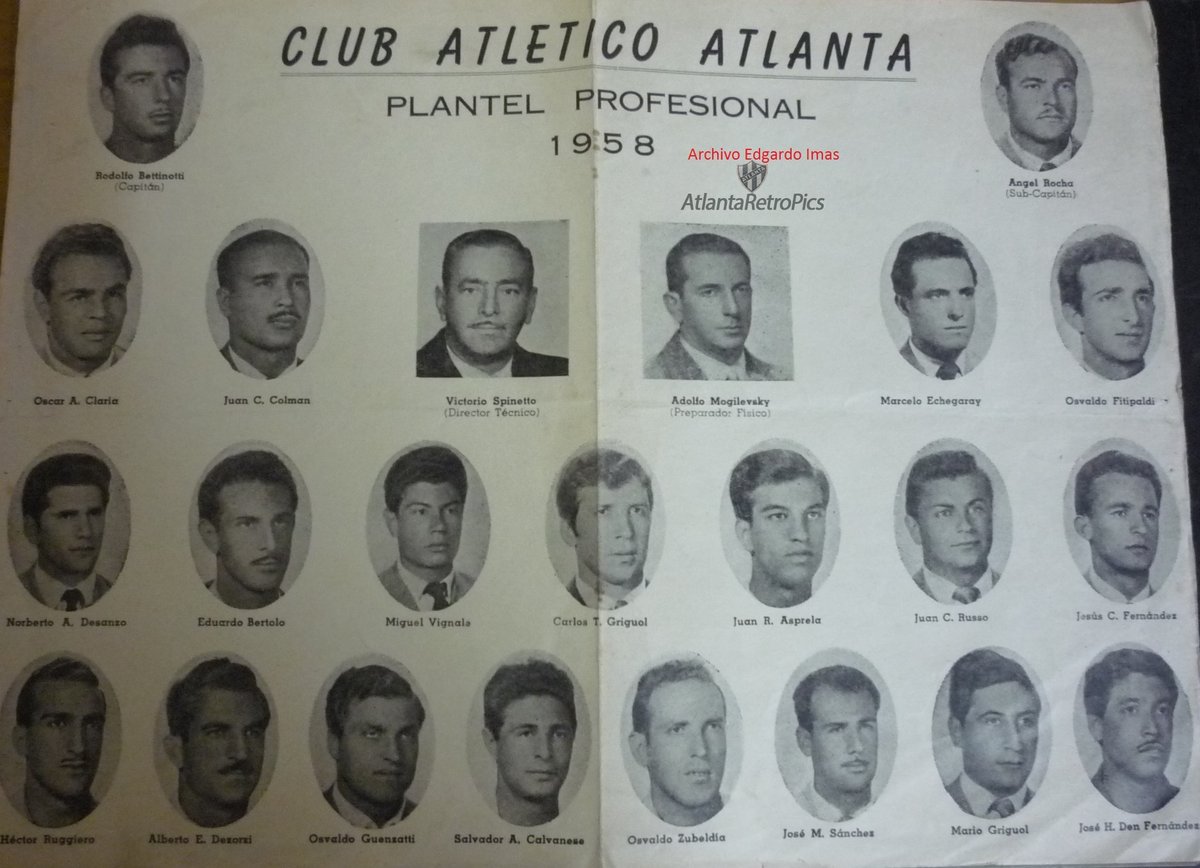 CLUB ATLETICO ATLANTA
PLANTEL PROFESIONAL
1958
Archivo Edgardo Imas
ATLANTA
AtlantaRetroPics
Rodolfo Bettinotti
(Capitán)
Angel Rocha
(Sub-Capitán)
Oscar A. Claria
Juan C. Colman
Victorio Spinetto
(Director Técnico)
Adolfo Mogilevsky
(Preparador Físico)
Marcelo Echegaray
Osvaldo Fitipaldi
Norberto A. Desanzo
Eduardo Bertolo
Miguel Vignale
Carlos T. Griguol
Juan R. Asprela
Juan C. Russo
Jesús C. Fernández
Héctor Ruggiero
Alberto E. Dezorzi
Osvaldo Guenzatti
Salvador A. Calvanese
Osvaldo Zubeldia
José M. Sánchez
Mario Griguol
José H. Den Fernández